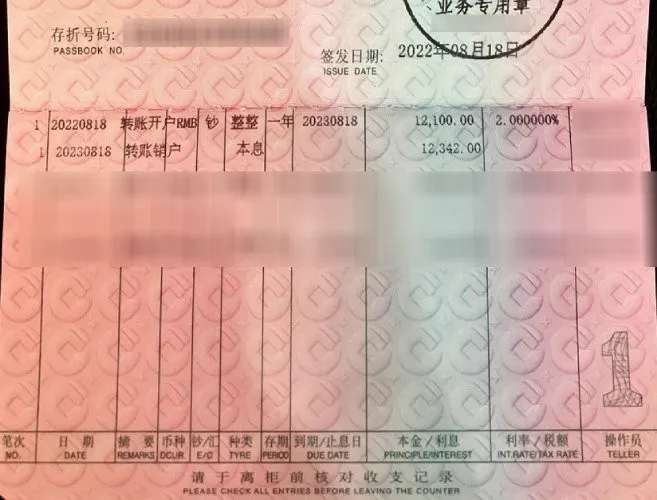 业务专用章
存折号码:
PASSBOOK NO.
签发日期: 2022年08月18日
ISSUE DATE
1 20220818 转账开户RMB 钞 整整 一年 20230818 12,100.00 2.000000%
1 20230818 转账销户 本息 12,342.00
1
笔次 日 期 摘 要 币种 钞/汇 种类 存期 到期/止息日 本金/利息 利率/税额 操作员
NO. DATE REMARKS DCUR. E/C TYRE PERIOD DUE DATE PRINCIPLE/INTEREST INT.RATE/TAX RATE TELLER
请于离柜前核对收支记录
PLEASE CHECK ALL ENTRIES BEFORE LEAVING THE COUNTER